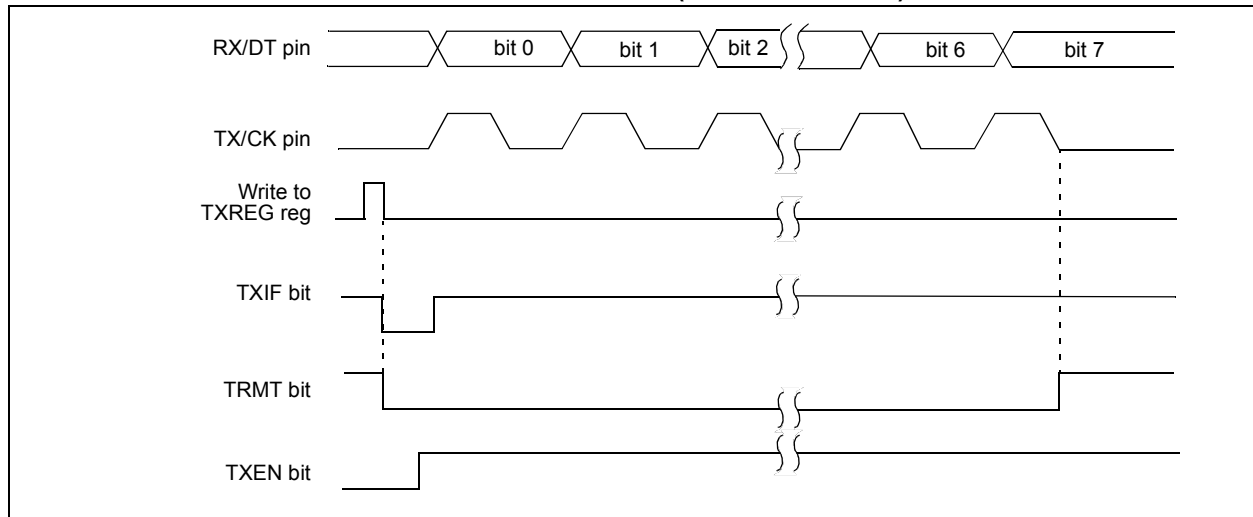 RX/DT pin
bit 0 bit 1 bit 2 bit 6 bit 7
TX/CK pin
Write to
TXREG reg
TXIF bit
TRMT bit
TXEN bit